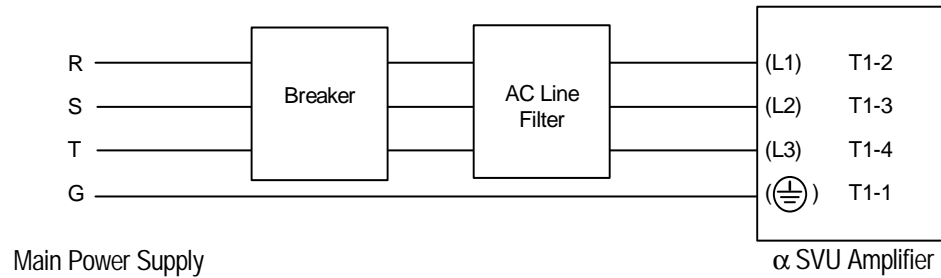 R
S
T
G
Breaker
AC Line
Filter
(L1) T1-2
(L2) T1-3
(L3) T1-4
(⏚) T1-1
Main Power Supply
α SVU Amplifier